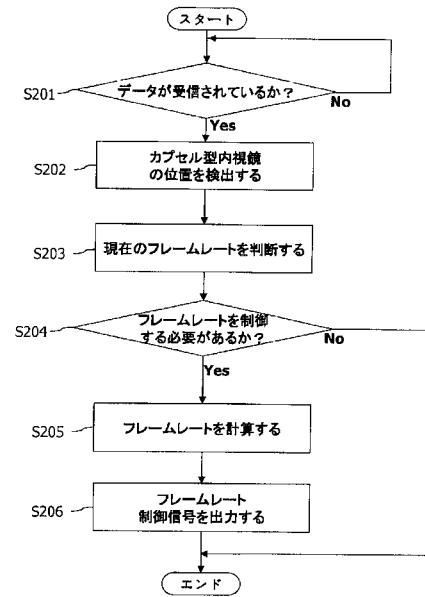 スタート
S201
データが受信されているか?
No
Yes
S202
カプセル型内視鏡
の位置を検出する
S203
現在のフレームレートを判断する
S204
フレームレートを制御
する必要があるか?
No
Yes
S205
フレームレートを計算する
S206
フレームレート
制御信号を出力する
エンド